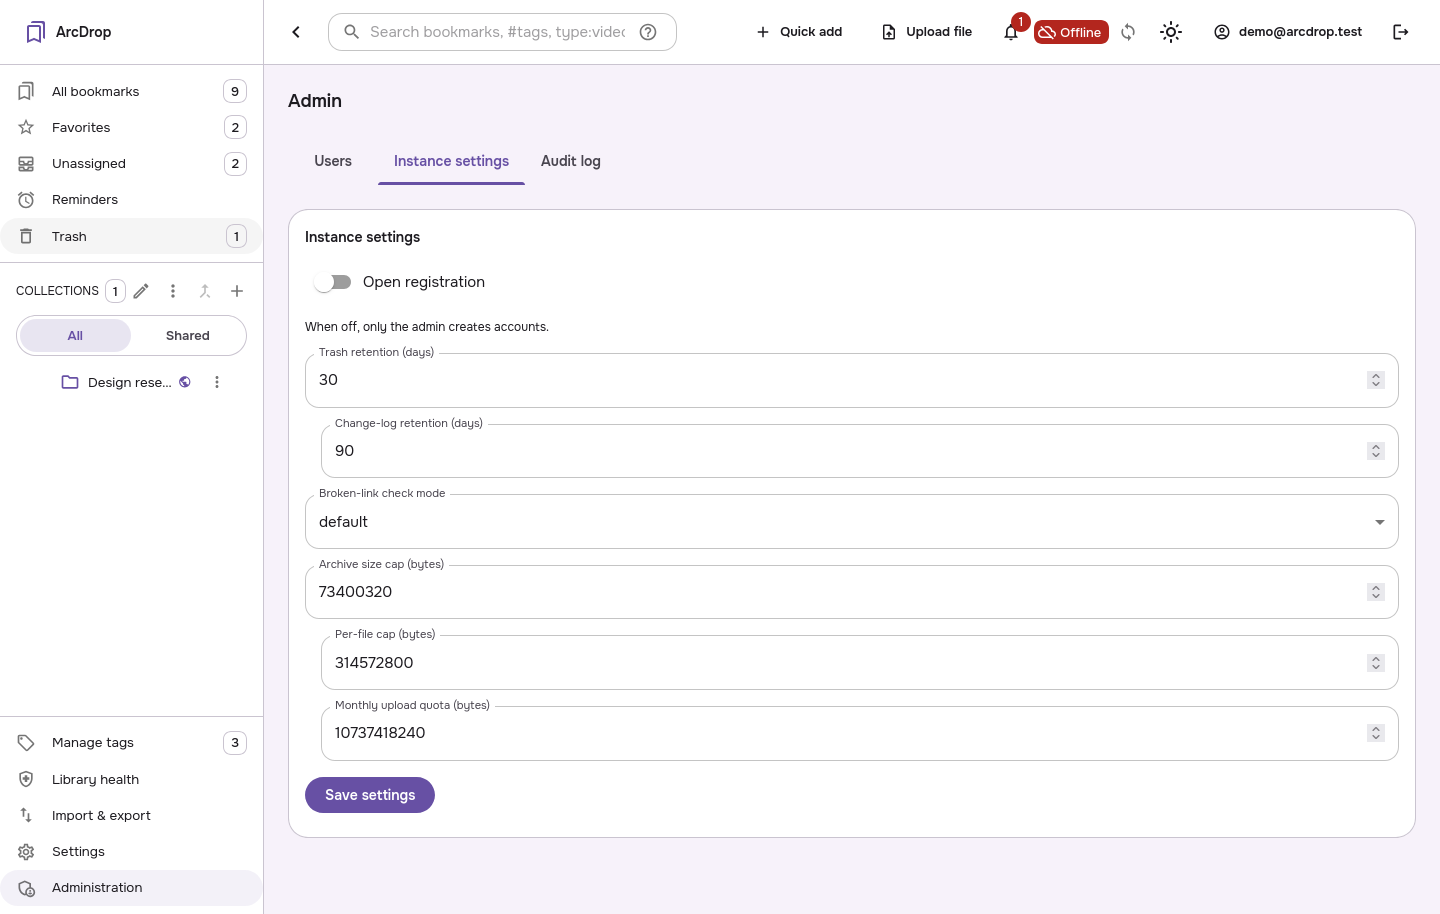 ArcDrop
Search bookmarks, #tags, type:video
Quick add
Upload file
1
Offline
demo@arcdrop.test
All bookmarks 9
Favorites 2
Unassigned 2
Reminders
Trash 1
COLLECTIONS 1
All Shared
Design rese...
Manage tags 3
Library health
Import & export
Settings
Administration
Admin
Users Instance settings Audit log
Instance settings
Open registration
When off, only the admin creates accounts.
Trash retention (days)
30
Change-log retention (days)
90
Broken-link check mode
default
Archive size cap (bytes)
73400320
Per-file cap (bytes)
314572800
Monthly upload quota (bytes)
10737418240
Save settings